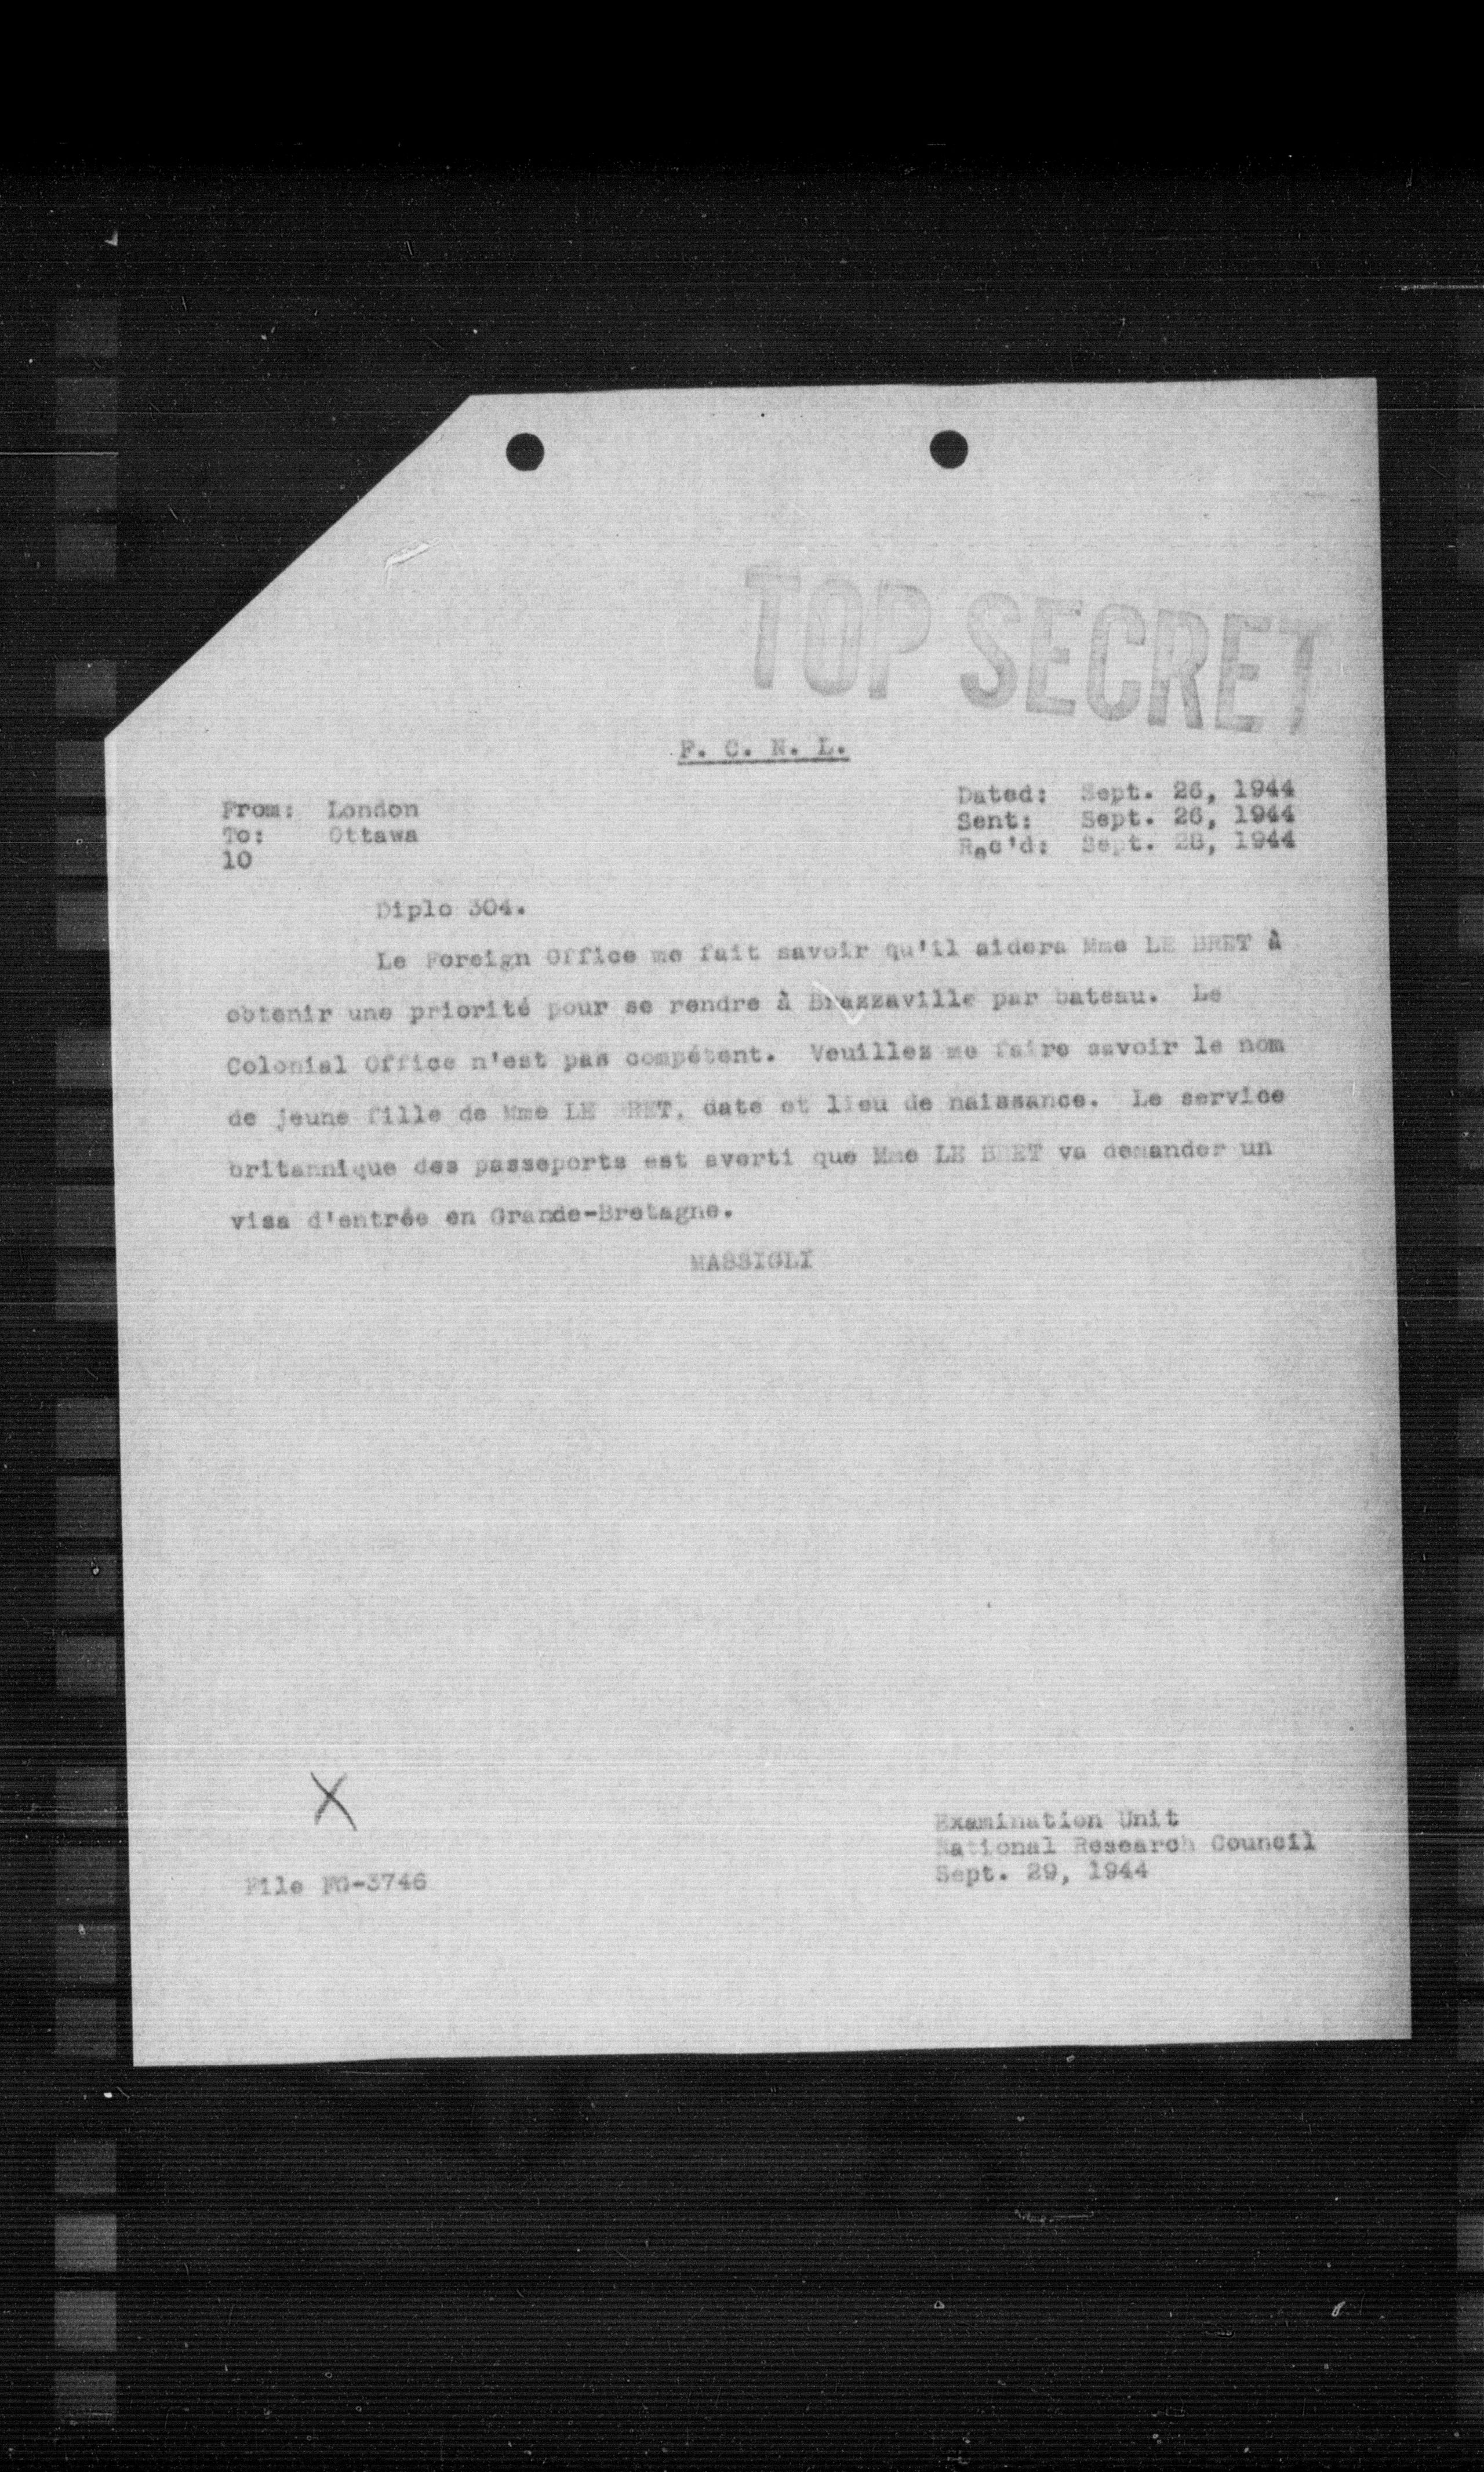 TOP SECRET
F. C. N. L.
From: London
To: Ottawa
10
Dated: Sept. 26, 1944
Sent: Sept. 26, 1944
Rec'd: Sept. 28, 1944
Diplo 304.
Le Foreign Office me fait savoir qu'il aidera Mme LE BRET à
obtenir une priorité pour se rendre à Brazzaville par bateau. Le
Colonial Office n'est pas compétent. Veuillez me faire savoir le nom
de jeune fille de Mme LE BRET, date et lieu de naissance. Le service
britannique des passeports est averti que Mme LE BRET va demander un
visa d'entrée en Grande-Bretagne.
MASSIGLI
X
Examination Unit
National Research Council
Sept. 29, 1944
File FG-3746